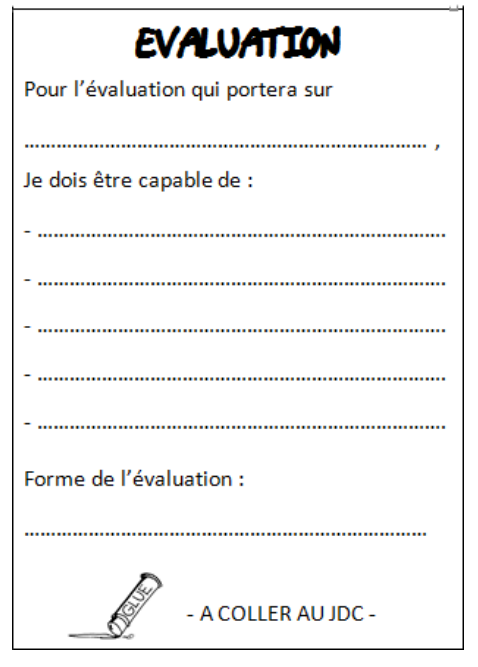 EVALUATION
Pour l'évaluation qui portera sur
…………………………………………………………………… ,
Je dois être capable de :
- …………………………………………………………………….
- …………………………………………………………………….
- …………………………………………………………………….
- …………………………………………………………………….
- …………………………………………………………………….
Forme de l'évaluation :
……………………………………………………………………
GLUE
- A COLLER AU JDC -